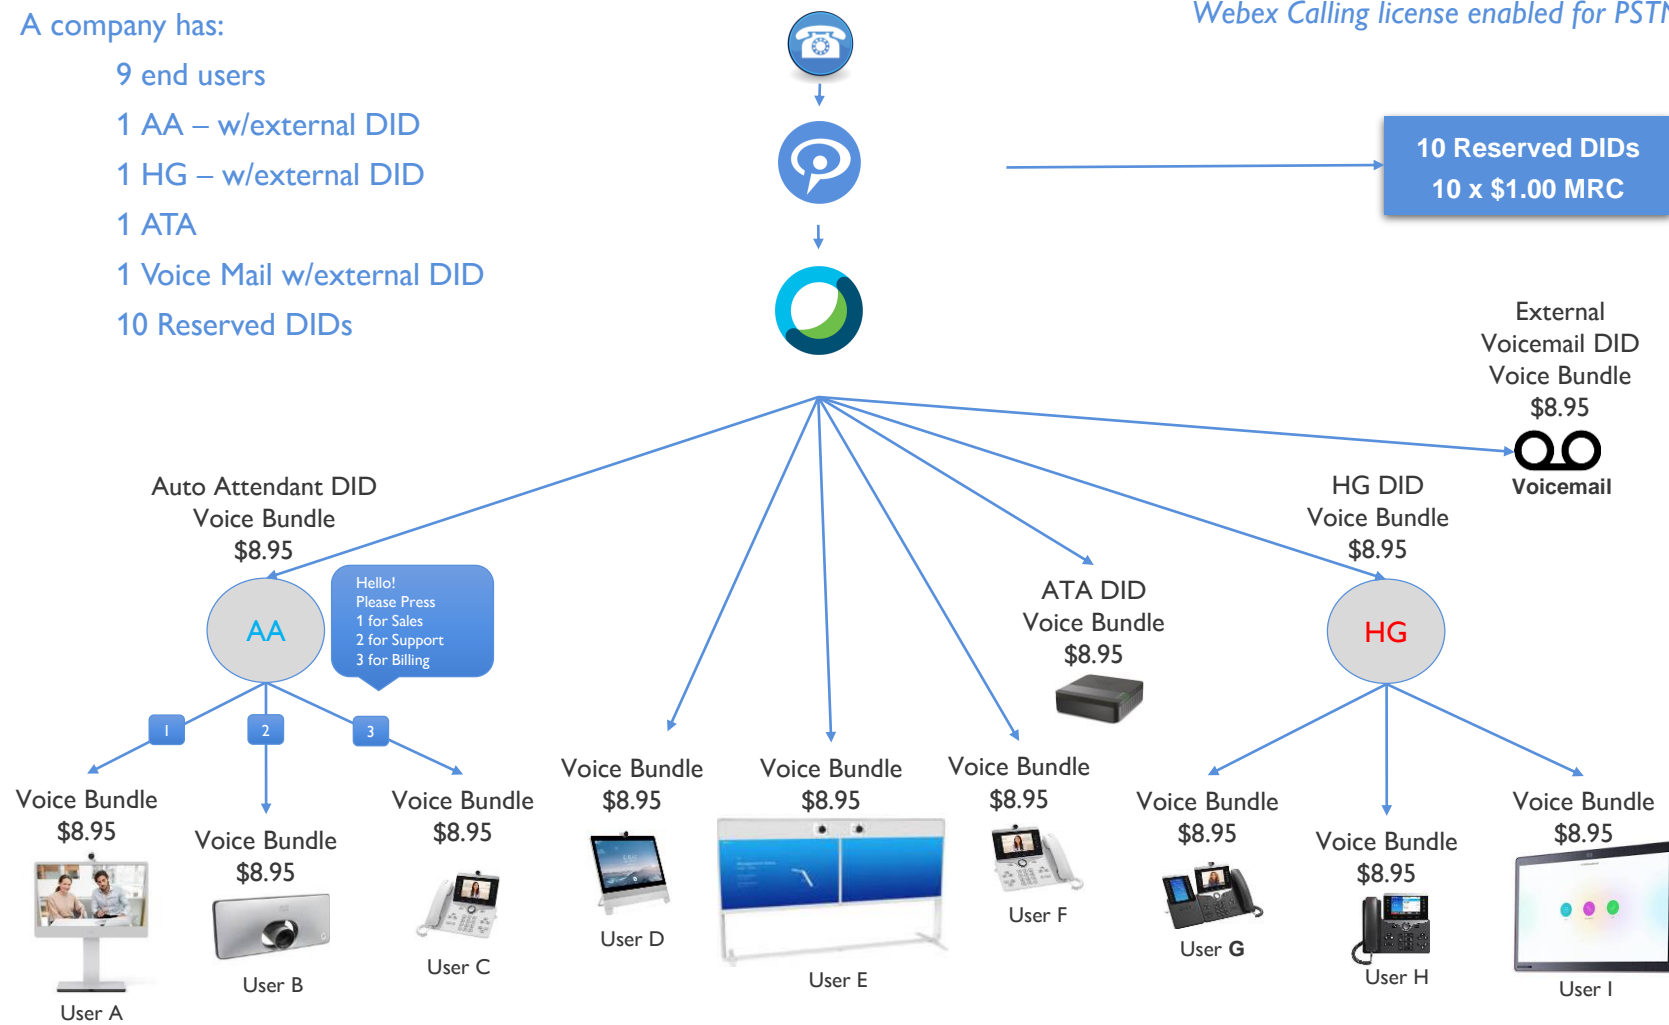 A company has:
9 end users
1 AA – w/external DID
1 HG – w/external DID
1 ATA
1 Voice Mail w/external DID
10 Reserved DIDs
Webex Calling license enabled for PSTN
10 Reserved DIDs
10 x $1.00 MRC
External
Voicemail DID
Voice Bundle
$8.95
Voicemail
Auto Attendant DID
Voice Bundle
$8.95
AA
Hello!
Please Press
1 for Sales
2 for Support
3 for Billing
HG DID
Voice Bundle
$8.95
HG
ATA DID
Voice Bundle
$8.95
1
2
3
Voice Bundle
$8.95
User A
Voice Bundle
$8.95
User B
Voice Bundle
$8.95
User C
Voice Bundle
$8.95
User D
Voice Bundle
$8.95
User E
Voice Bundle
$8.95
User F
Voice Bundle
$8.95
User G
Voice Bundle
$8.95
User H
Voice Bundle
$8.95
User I